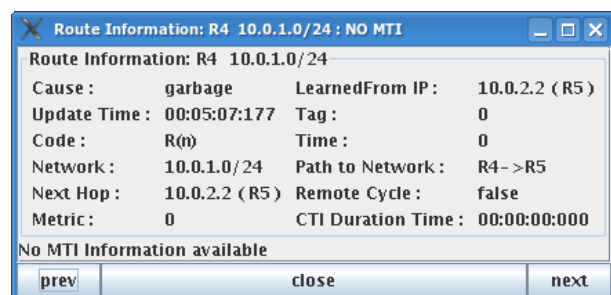 Route Information: R4 10.0.1.0/24 : NO MTI
Route Information: R4 10.0.1.0/24
Cause : garbage LearnedFrom IP : 10.0.2.2 ( R5 )
Update Time : 00:05:07:177 Tag : 0
Code : R(n) Time : 0
Network : 10.0.1.0/24 Path to Network : R4->R5
Next Hop : 10.0.2.2 ( R5 ) Remote Cycle : false
Metric : 0 CTI Duration Time : 00:00:00:000
No MTI Information available
prev close next